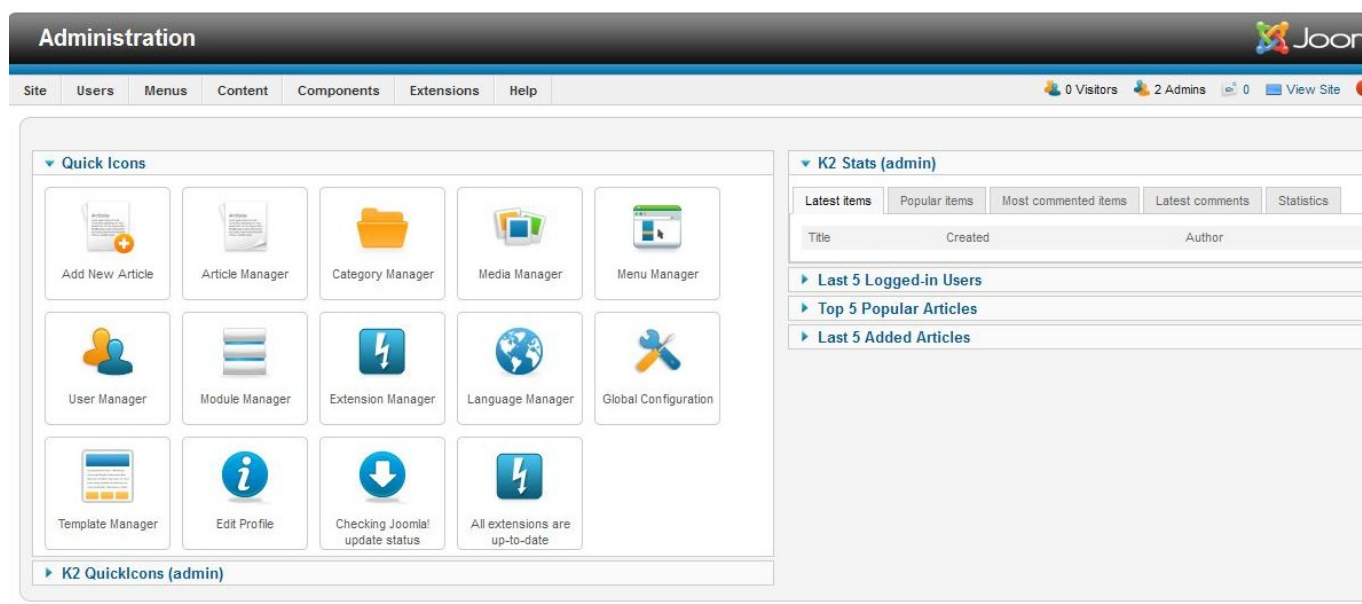 Administration
Joo
Site Users Menus Content Components Extensions Help
0 Visitors 2 Admins 0 View Site
Quick Icons
Add New Article
Article Manager
Category Manager
Media Manager
Menu Manager
User Manager
Module Manager
Extension Manager
Language Manager
Global Configuration
Template Manager
Edit Profile
Checking Joomla!
update status
All extensions are
up-to-date
K2 QuickIcons (admin)
K2 Stats (admin)
Latest items Popular items Most commented items Latest comments Statistics
Title Created Author
Last 5 Logged-in Users
Top 5 Popular Articles
Last 5 Added Articles